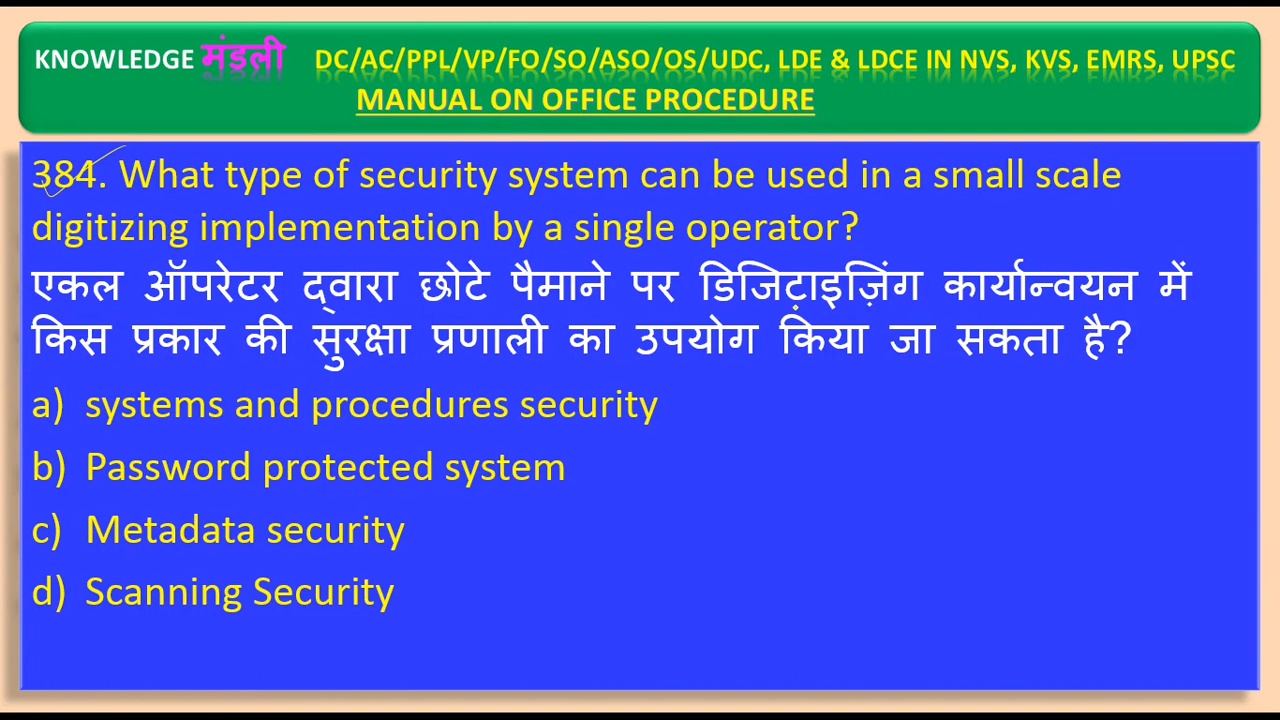 KNOWLEDGE मंडली DC/AC/PPL/VP/FO/SO/ASO/OS/UDC, LDE & LDCE IN NVS, KVS, EMRS, UPSC
MANUAL ON OFFICE PROCEDURE
384. What type of security system can be used in a small scale
digitizing implementation by a single operator?
एकल ऑपरेटर द्वारा छोटे पैमाने पर डिजिट़ाइज़िंग कार्यान्वयन में
किस प्रकार की सुरक्षा प्रणाली का उपयोग किया जा सकता है?
a) systems and procedures security
b) Password protected system
c) Metadata security
d) Scanning Security